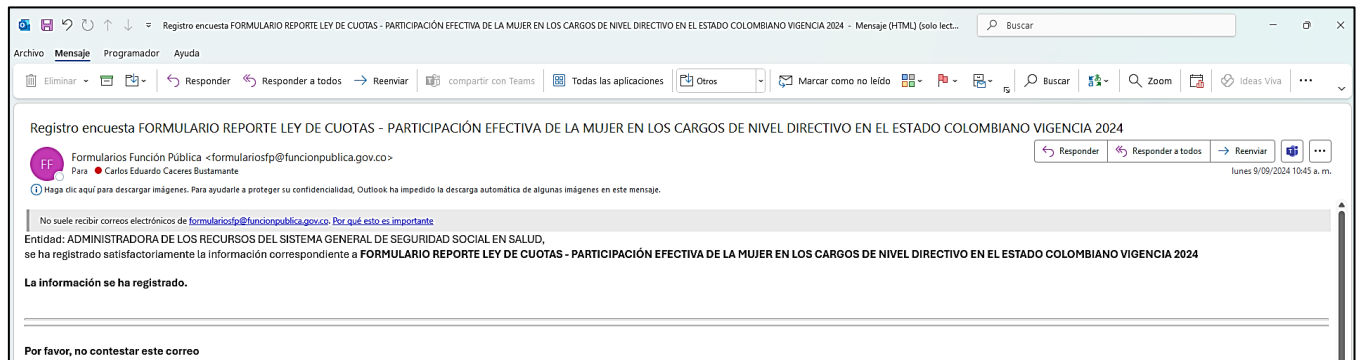 Registro encuesta FORMULARIO REPORTE LEY DE CUOTAS - PARTICIPACIÓN EFECTIVA DE LA MUJER EN LOS CARGOS DE NIVEL DIRECTIVO EN EL ESTADO COLOMBIANO VIGENCIA 2024 - Mensaje (HTML) (solo lect... Buscar
Archivo Mensaje Programador Ayuda
Eliminar Responder Responder a todos Reenviar compartir con Teams Todas las aplicaciones Otros Marcar como no leído Buscar Zoom Ideas Viva
Registro encuesta FORMULARIO REPORTE LEY DE CUOTAS - PARTICIPACIÓN EFECTIVA DE LA MUJER EN LOS CARGOS DE NIVEL DIRECTIVO EN EL ESTADO COLOMBIANO VIGENCIA 2024
FF
Formularios Función Pública <formulariosfp@funcionpublica.gov.co>
Para Carlos Eduardo Caceres Bustamante
Responder Responder a todos Reenviar
lunes 9/09/2024 10:45 a. m.
Haga clic aquí para descargar imágenes. Para ayudarle a proteger su confidencialidad, Outlook ha impedido la descarga automática de algunas imágenes en este mensaje.
No suele recibir correos electrónicos de formulariosfp@funcionpublica.gov.co. Por qué esto es importante
Entidad: ADMINISTRADORA DE LOS RECURSOS DEL SISTEMA GENERAL DE SEGURIDAD SOCIAL EN SALUD,
se ha registrado satisfactoriamente la información correspondiente a FORMULARIO REPORTE LEY DE CUOTAS - PARTICIPACIÓN EFECTIVA DE LA MUJER EN LOS CARGOS DE NIVEL DIRECTIVO EN EL ESTADO COLOMBIANO VIGENCIA 2024
La información se ha registrado.
Por favor, no contestar este correo